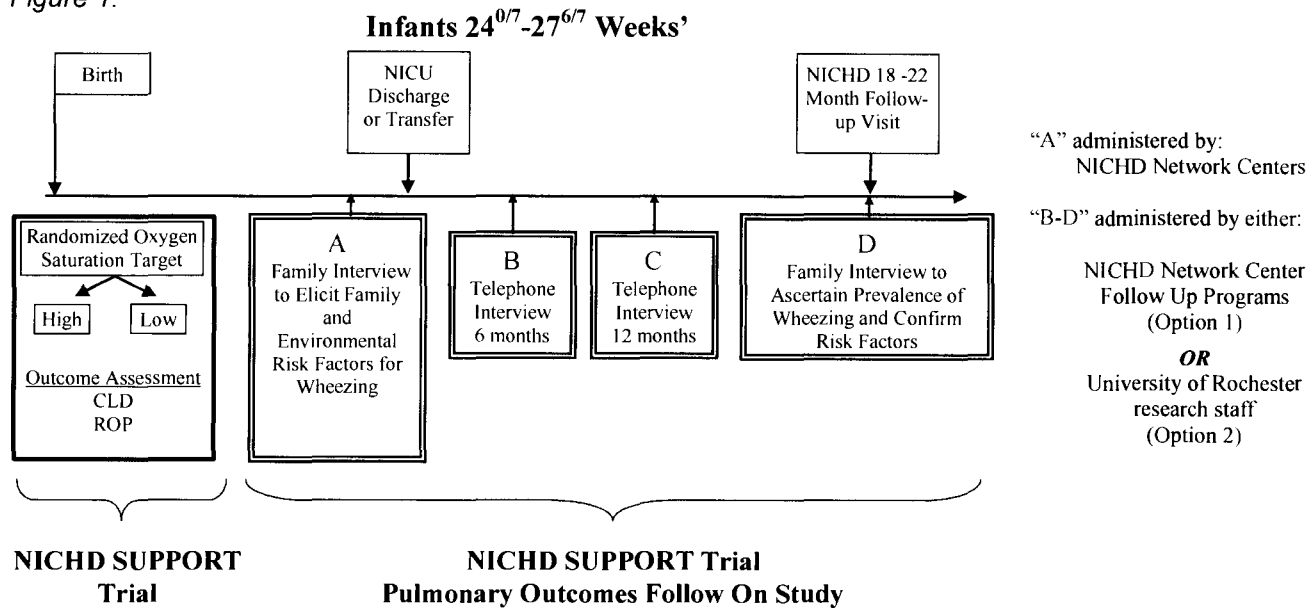 Figure 1.
Infants 24^0/7-27^6/7 Weeks'
Birth
NICU
Discharge
or Transfer
NICHD 18 -22
Month Follow-
up Visit
Randomized Oxygen
Saturation Target
High
Low
Outcome Assessment
CLD
ROP
A
Family Interview
to Elicit Family
and
Environmental
Risk Factors for
Wheezing
B
Telephone
Interview
6 months
C
Telephone
Interview
12 months
D
Family Interview to
Ascertain Prevalence of
Wheezing and Confirm
Risk Factors
"A" administered by:
NICHD Network Centers
"B-D" administered by either:
NICHD Network Center
Follow Up Programs
(Option 1)
OR
University of Rochester
research staff
(Option 2)
NICHD SUPPORT
Trial
NICHD SUPPORT Trial
Pulmonary Outcomes Follow On Study